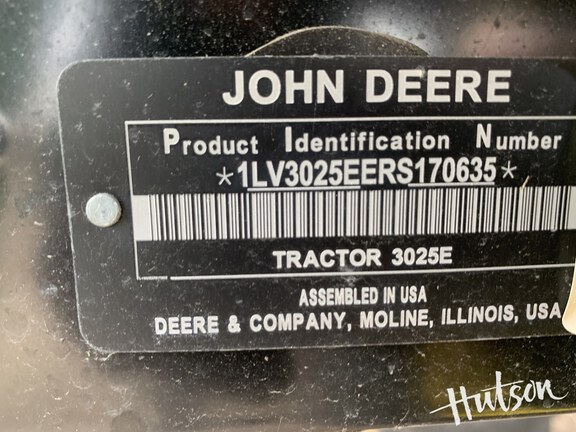 JOHN DEERE
Product Identification Number
*1LV3025EERS170635*
TRACTOR 3025E
ASSEMBLED IN USA
DEERE & COMPANY, MOLINE, ILLINOIS, USA
Hutson